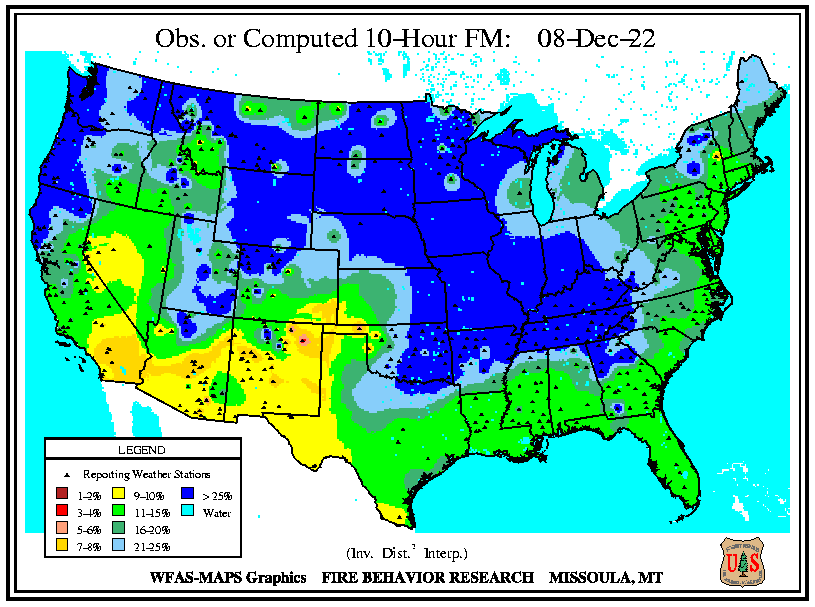 Obs. or Computed 10-Hour FM: 08-Dec-22
LEGEND
Reporting Weather Stations
1-2% 9-10% > 25%
3-4% 11-15% Water
5-6% 16-20%
7-8% 21-25%
(Inv. Dist.² Interp.)
WFAS-MAPS Graphics FIRE BEHAVIOR RESEARCH MISSOULA, MT
U S